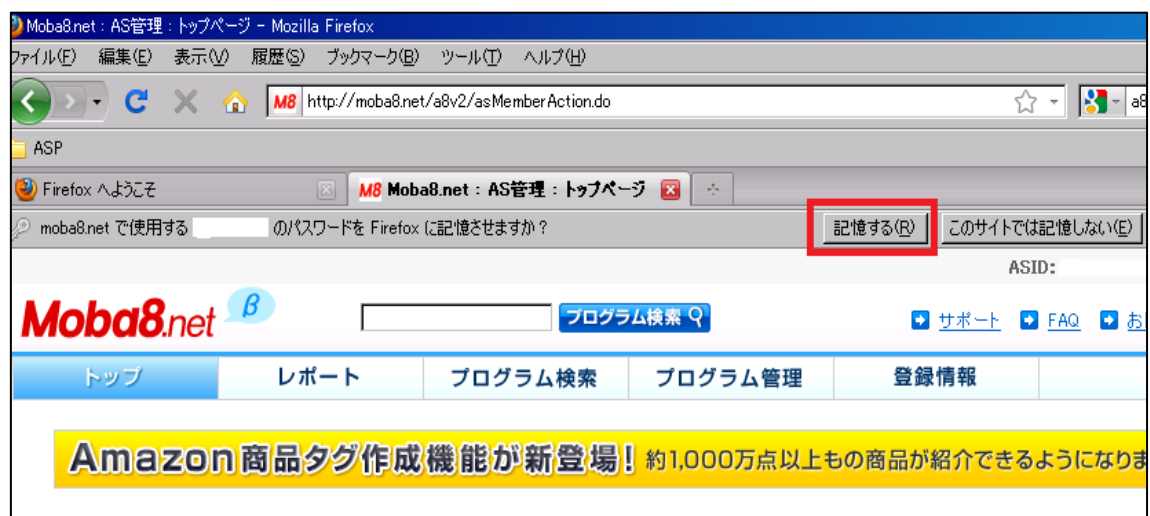 Moba8.net：AS管理：トップページ - Mozilla Firefox
ファイル(F) 編集(E) 表示(V) 履歴(S) ブックマーク(B) ツール(T) ヘルプ(H)
M8 http://moba8.net/a8v2/asMemberAction.do a8
ASP
Firefox へようこそ M8 Moba8.net：AS管理：トップページ
moba8.net で使用する のパスワードを Firefox に記憶させますか？ 記憶する(R) このサイトでは記憶しない(E)
ASID:
Moba8.net β プログラム検索 サポート FAQ お
トップ レポート プログラム検索 プログラム管理 登録情報
Amazon商品タグ作成機能が新登場！約1,000万点以上もの商品が紹介できるようになりま